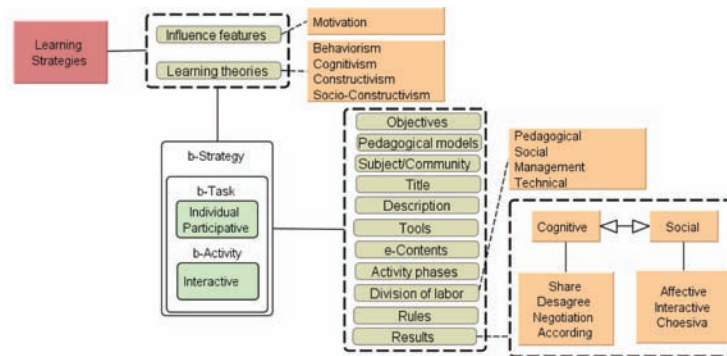 Learning
Strategies
Influence features
Learning theories
Motivation
Behaviorism
Cognitivism
Constructivism
Socio-Constructivism
b-Strategy
b-Task
Individual
Participative
b-Activity
Interactive
Objectives
Pedagogical models
Subject/Community
Title
Description
Tools
e-Contents
Activity phases
Division of labor
Rules
Results
Pedagogical
Social
Management
Technical
Cognitive
Social
Share
Desagree
Negotiation
According
Affective
Interactive
Choesiva